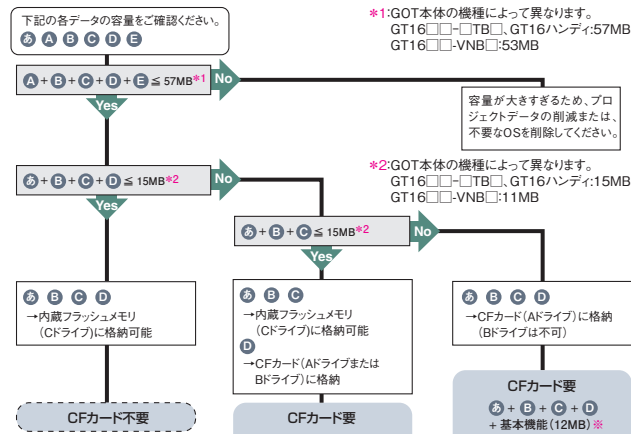 下記の各データの容量をご確認ください。
あ A B C D E
*1:GOT本体の機種によって異なります。
GT16□□-□TB□、GT16ハンディ:57MB
GT16□□-VNB□:53MB
A + B + C + D + E ≦ 57MB*1
No
Yes
容量が大きすぎるため、プロ
ジェクトデータの削減または、
不要なOSを削除してください。
*2:GOT本体の機種によって異なります。
GT16□□-□TB□、GT16ハンディ:15MB
GT16□□-VNB□:11MB
あ + B + C + D ≦ 15MB*2
No
Yes
あ + B + C ≦ 15MB*2
No
Yes
あ B C D
→内蔵フラッシュメモリ
(Cドライブ)に格納可能
CFカード不要
あ B C
→内蔵フラッシュメモリ
(Cドライブ)に格納可能
D
→CFカード(Aドライブまたは
Bドライブ)に格納
CFカード要
あ B C D
→CFカード(Aドライブ)に格納
(Bドライブは不可)
CFカード要
あ + B + C + D
+ 基本機能(12MB)※